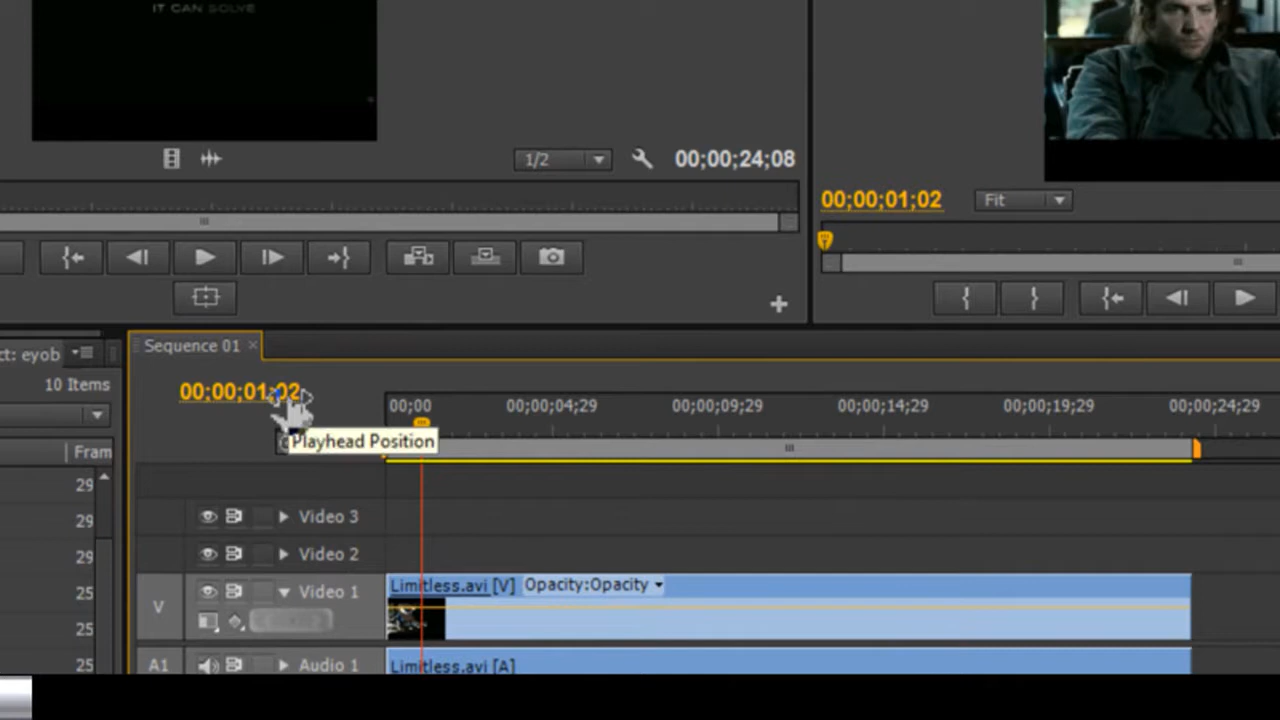 IT CAN SOLVE
1/2
00;00;24;08
00;00;01;02
Fit
Sequence 01
ct: eyob
10 Items
00;00;01;02
00;00
00;00;04;29
00;00;09;29
00;00;14;29
00;00;19;29
00;00;24;29
Playhead Position
Fram
29
29
29
25
25
25
Video 3
Video 2
V
Video 1
Limitless.avi [V]
Opacity:Opacity
A1
Audio 1
Limitless.avi [A]